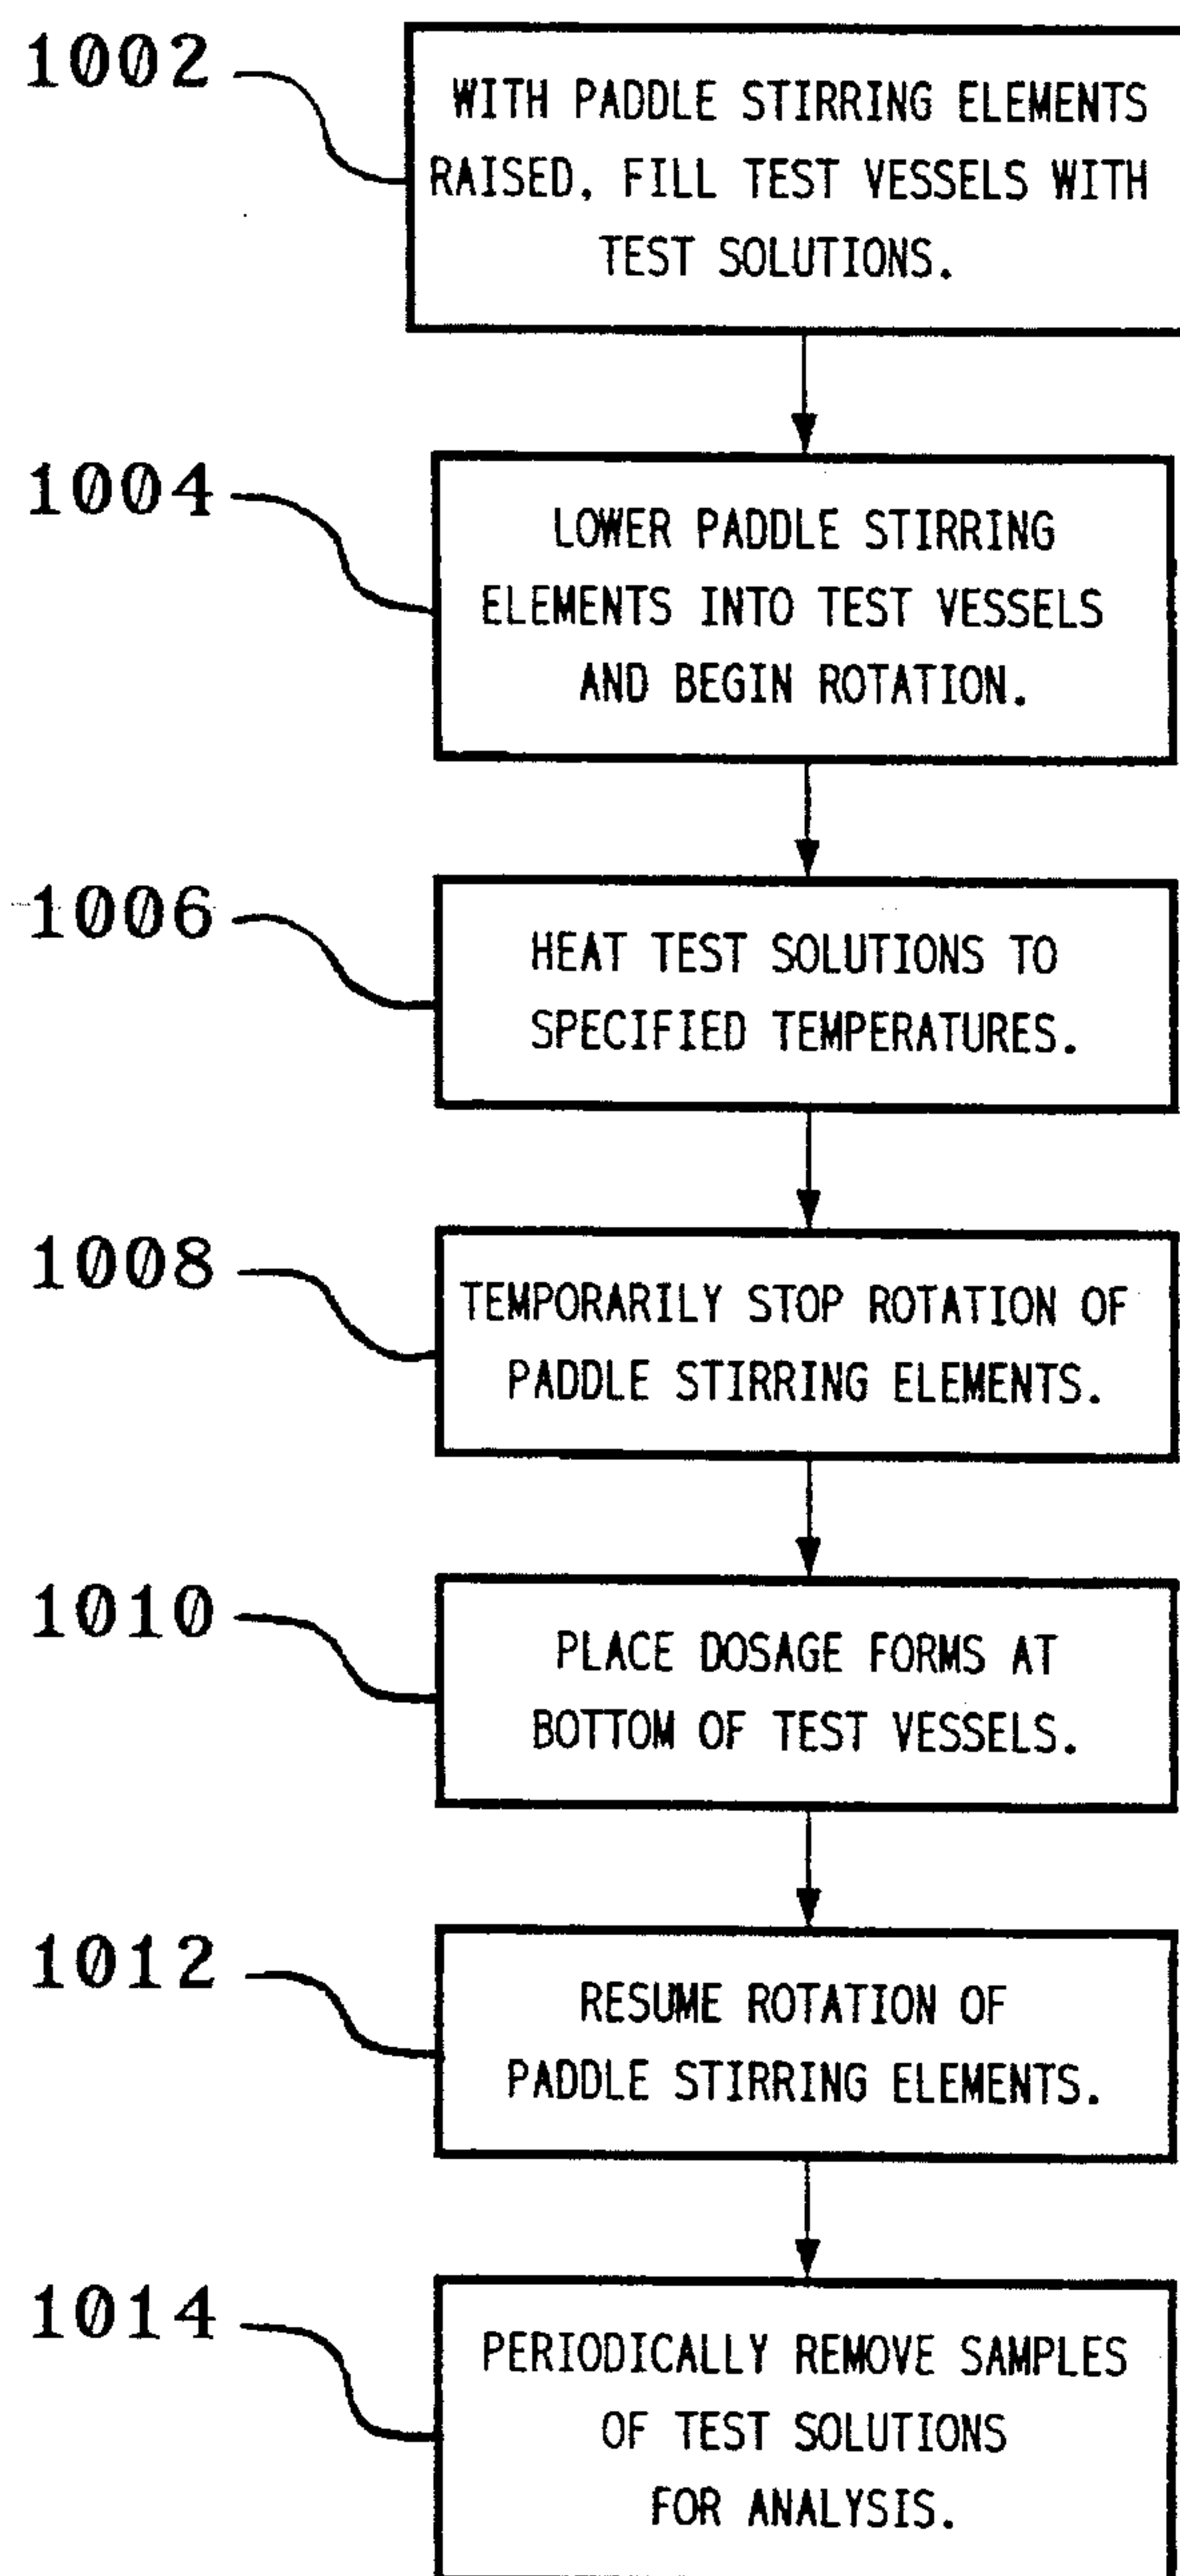 1002
WITH PADDLE STIRRING ELEMENTS
RAISED, FILL TEST VESSELS WITH
TEST SOLUTIONS.
1004
LOWER PADDLE STIRRING
ELEMENTS INTO TEST VESSELS
AND BEGIN ROTATION.
1006
HEAT TEST SOLUTIONS TO
SPECIFIED TEMPERATURES.
1008
TEMPORARILY STOP ROTATION OF
PADDLE STIRRING ELEMENTS.
1010
PLACE DOSAGE FORMS AT
BOTTOM OF TEST VESSELS.
1012
RESUME ROTATION OF
PADDLE STIRRING ELEMENTS.
1014
PERIODICALLY REMOVE SAMPLES
OF TEST SOLUTIONS
FOR ANALYSIS.